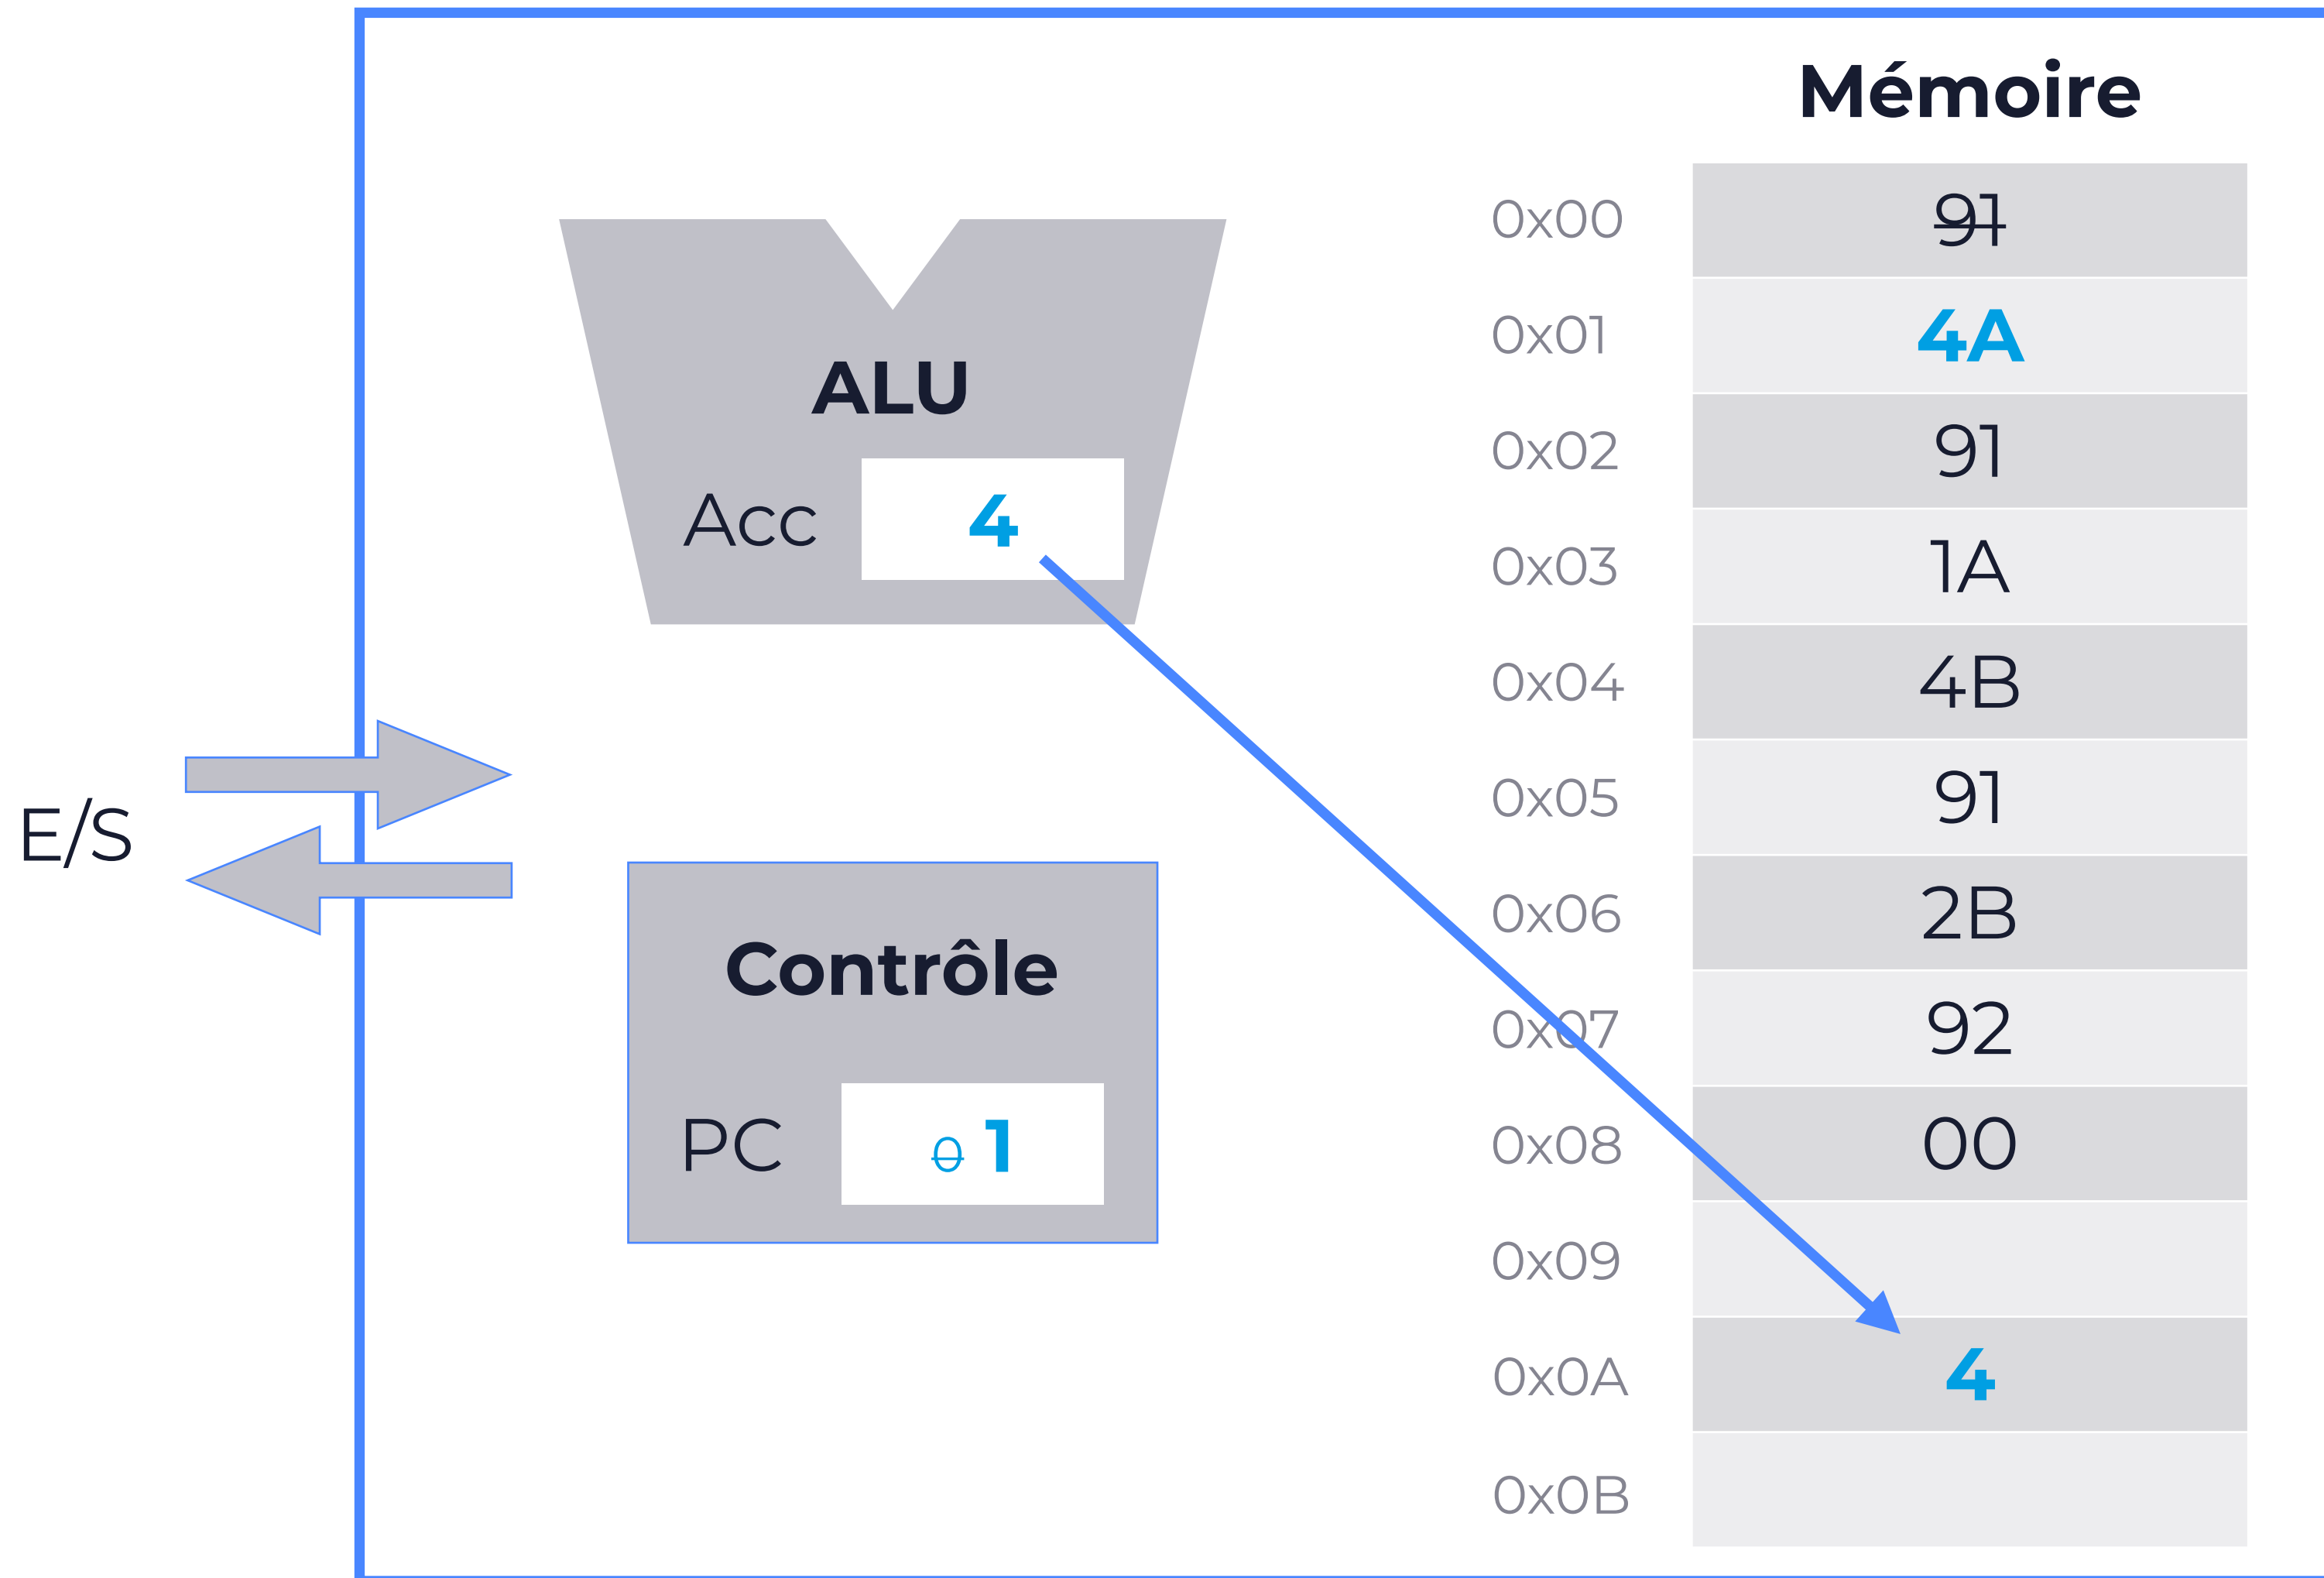 Mémoire
0x00 91
0x01 4A
ALU
0x02 91
Acc 4
0x03 1A
0x04 4B
0x05 91
E/S
0x06 2B
Contrôle
0x07 92
PC 0 1
0x08 00
0x09
0x0A 4
0x0B